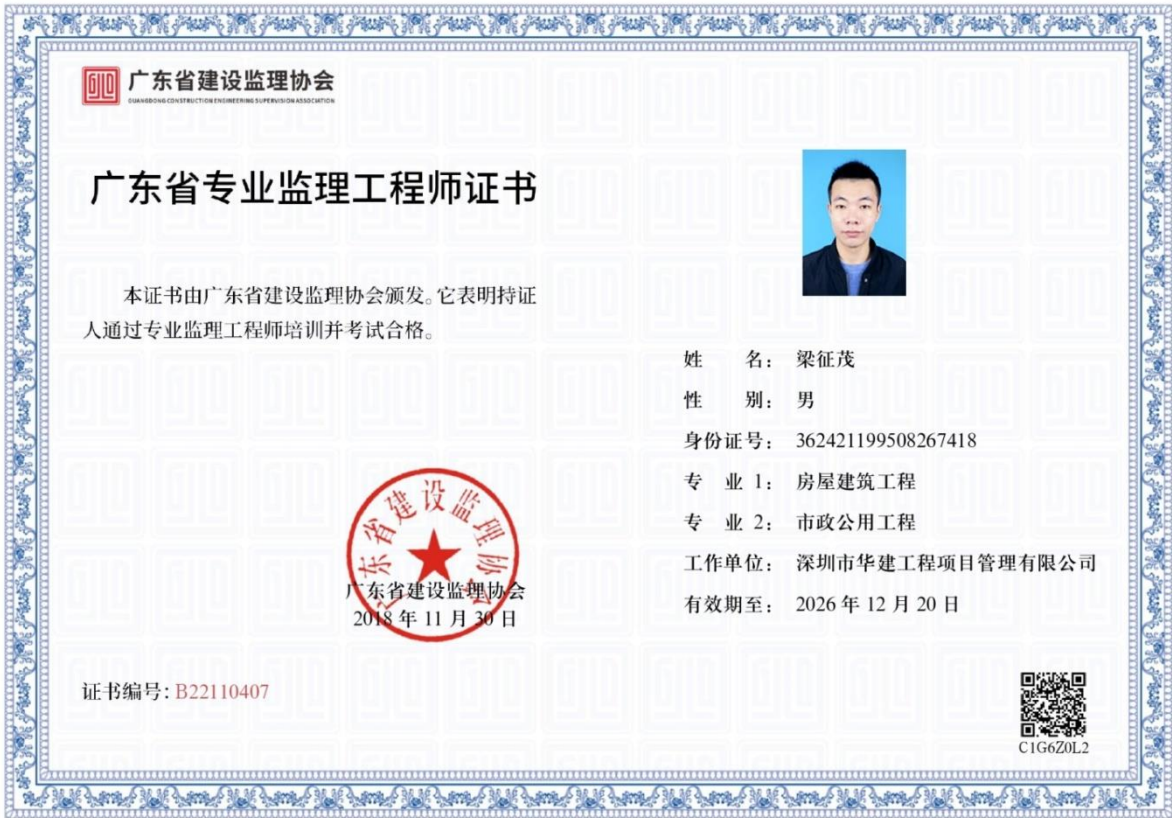 广东省建设监理协会
GUANGDONG CONSTRUCTION ENGINEERING SUPERVISION ASSOCIATION
广东省专业监理工程师证书
本证书由广东省建设监理协会颁发。它表明持证
人通过专业监理工程师培训并考试合格。
姓 名： 梁征茂
性 别： 男
身份证号： 362421199508267418
专 业 1： 房屋建筑工程
专 业 2： 市政公用工程
工作单位： 深圳市华建工程项目管理有限公司
有效期至： 2026 年 12 月 20 日
广东省建设监理协会
广东省建设监理协会
2018 年 11 月 30 日
证书编号：B22110407
C1G6Z0L2